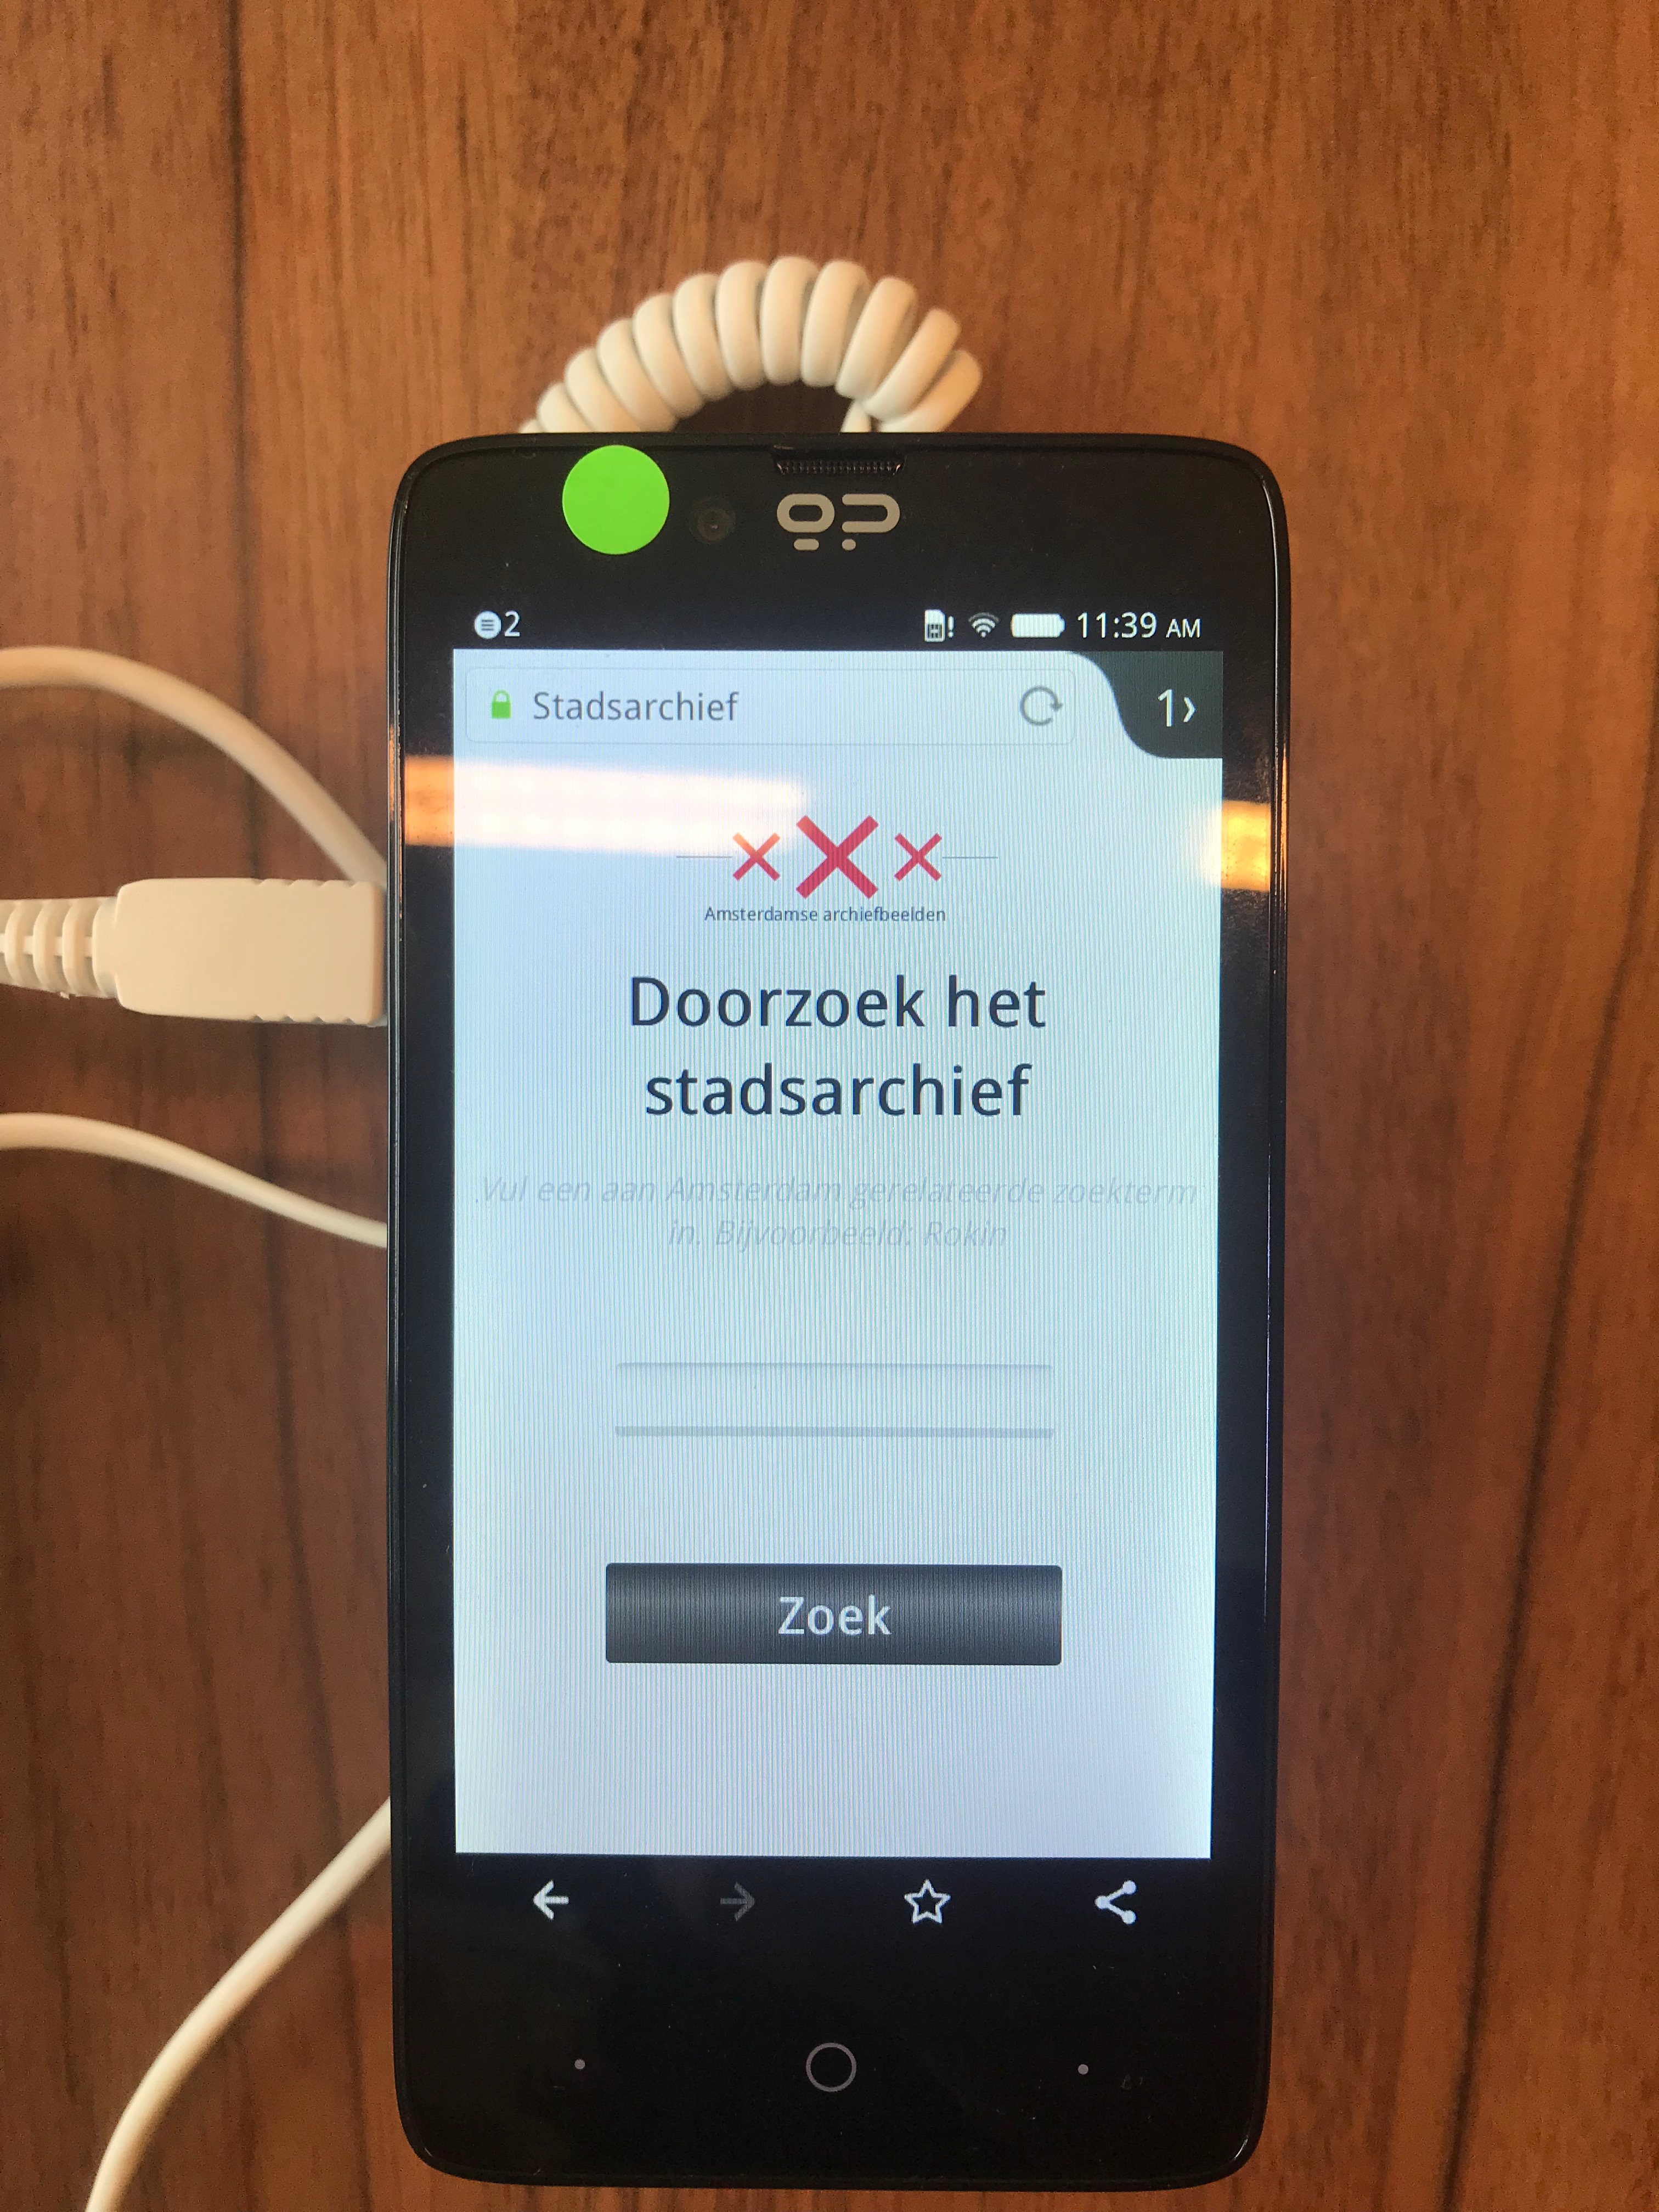 2
11:39 AM
Stadsarchief
1›
Amsterdamse archiefbeelden
Doorzoek het
stadsarchief
Vul een aan Amsterdam gerelateerde zoekterm
in. Bijvoorbeeld: Rokin
Zoek